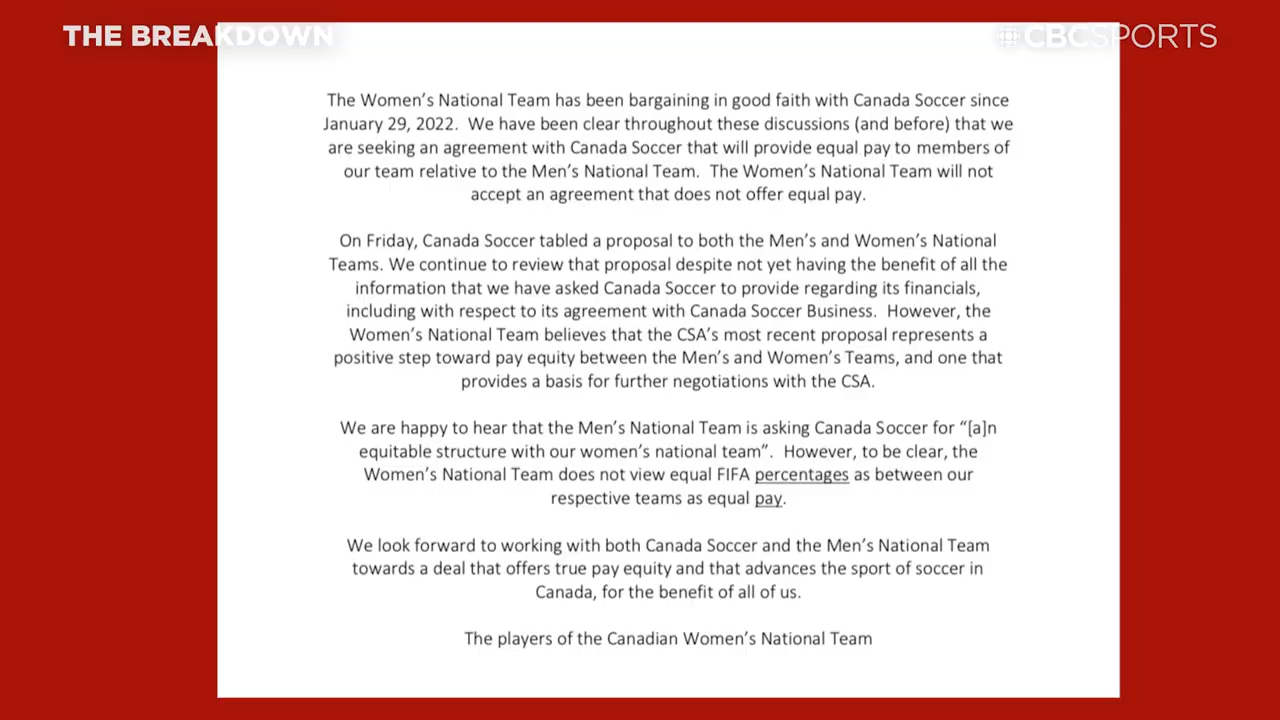 THE BREAKDOWN
CBCSPORTS
The Women's National Team has been bargaining in good faith with Canada Soccer since
January 29, 2022.  We have been clear throughout these discussions (and before) that we
are seeking an agreement with Canada Soccer that will provide equal pay to members of
our team relative to the Men's National Team.  The Women's National Team will not
accept an agreement that does not offer equal pay.
On Friday, Canada Soccer tabled a proposal to both the Men's and Women's National
Teams. We continue to review that proposal despite not yet having the benefit of all the
information that we have asked Canada Soccer to provide regarding its financials,
including with respect to its agreement with Canada Soccer Business.  However, the
Women's National Team believes that the CSA's most recent proposal represents a
positive step toward pay equity between the Men's and Women's Teams, and one that
provides a basis for further negotiations with the CSA.
We are happy to hear that the Men's National Team is asking Canada Soccer for “[a]n
equitable structure with our women's national team”.  However, to be clear, the
Women's National Team does not view equal FIFA percentages as between our
respective teams as equal pay.
We look forward to working with both Canada Soccer and the Men's National Team
towards a deal that offers true pay equity and that advances the sport of soccer in
Canada, for the benefit of all of us.
The players of the Canadian Women's National Team